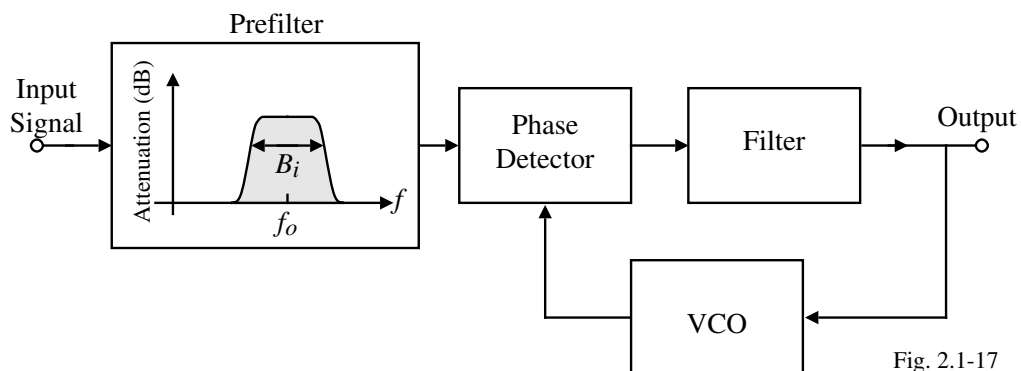 Prefilter
Input
Signal
Attenuation (dB)
B_i
f
f_o
Phase
Detector
Filter
Output
VCO
Fig. 2.1-17